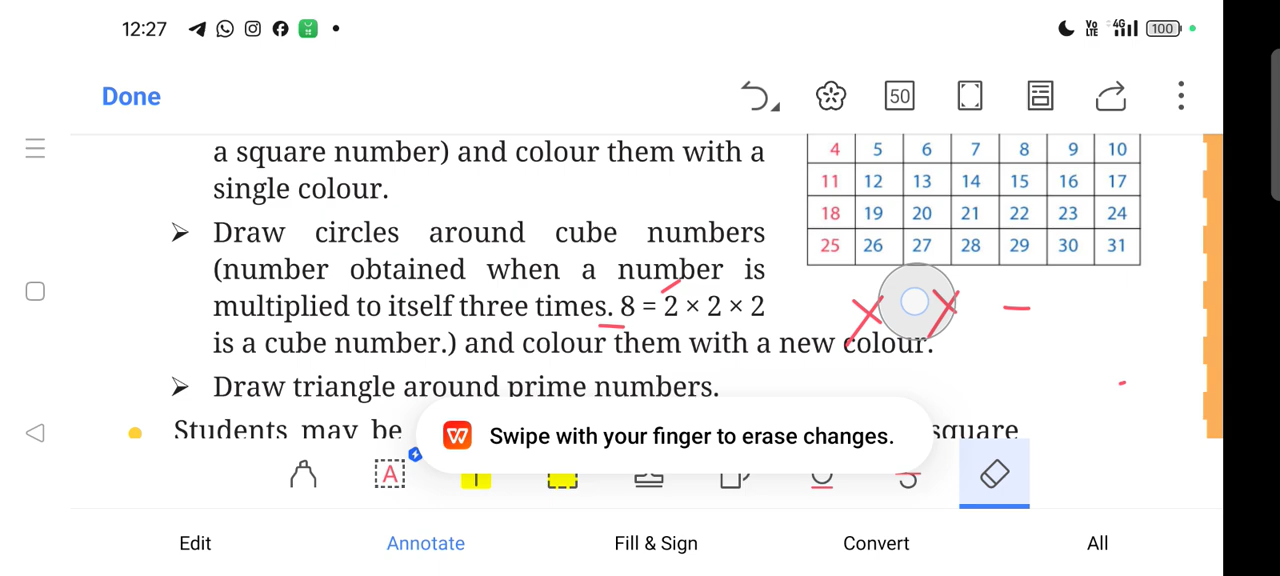 12:27 Vo LTE 4G 100
Done 50
a square number) and colour them with a
single colour.
➤ Draw circles around cube numbers
(number obtained when a number is
multiplied to itself three times. 8 = 2 × 2 × 2
is a cube number.) and colour them with a new colour.
➤ Draw triangle around prime numbers.
Students may be square
4 5 6 7 8 9 10
11 12 13 14 15 16 17
18 19 20 21 22 23 24
25 26 27 28 29 30 31
Swipe with your finger to erase changes.
A
Edit Annotate Fill & Sign Convert All